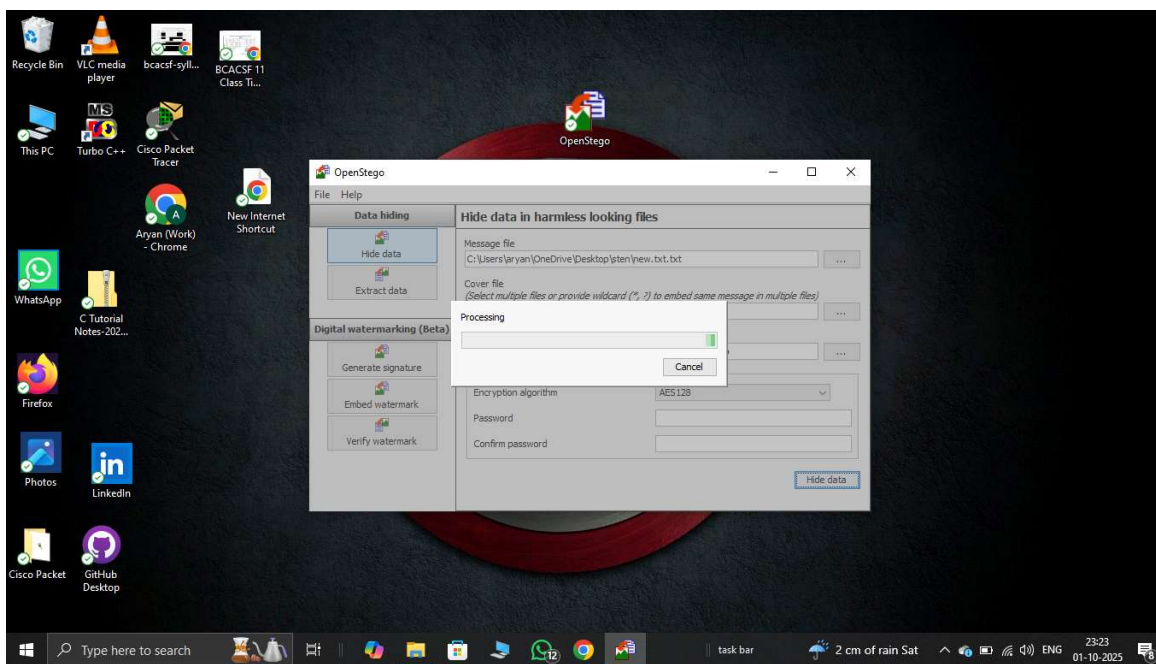 Recycle Bin
VLC media
player
bcacsf-syll...
BCACSF 11
Class Ti...
This PC
MS
Turbo C++
Cisco Packet
Tracer
OpenStego
A
Aryan (Work)
- Chrome
New Internet
Shortcut
WhatsApp
C Tutorial
Notes-202...
Firefox
Photos
in
LinkedIn
Cisco Packet
GitHub
Desktop
OpenStego
File Help
Data hiding
Hide data
Extract data
Digital watermarking (Beta)
Generate signature
Embed watermark
Verify watermark
Hide data in harmless looking files
Message file
C:\Users\aryan\OneDrive\Desktop\sten\new.txt.txt
...
Cover file
(Select multiple files or provide wildcard (*, ?) to embed same message in multiple files)
...
Processing
Cancel
...
Encryption algorithm
AES128
Password
Confirm password
Hide data
Type here to search
12
task bar
2 cm of rain Sat
ENG
23:23
01-10-2025
8